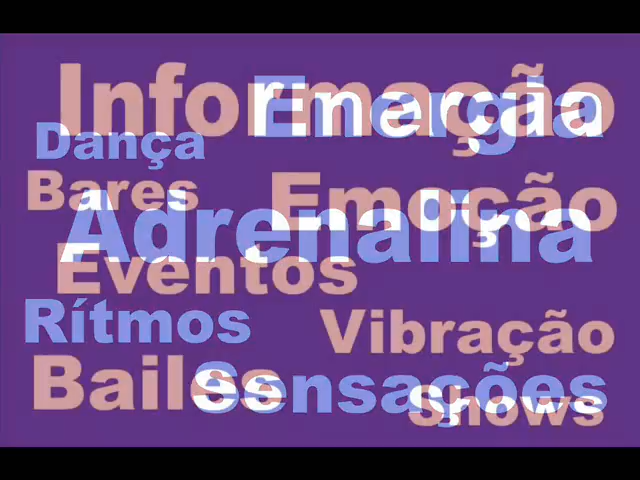 Informação
Energia
Dança
Bares
Emoção
Adrenalina
Eventos
Rítmos
Vibração
Bailes
Sensações
Shows